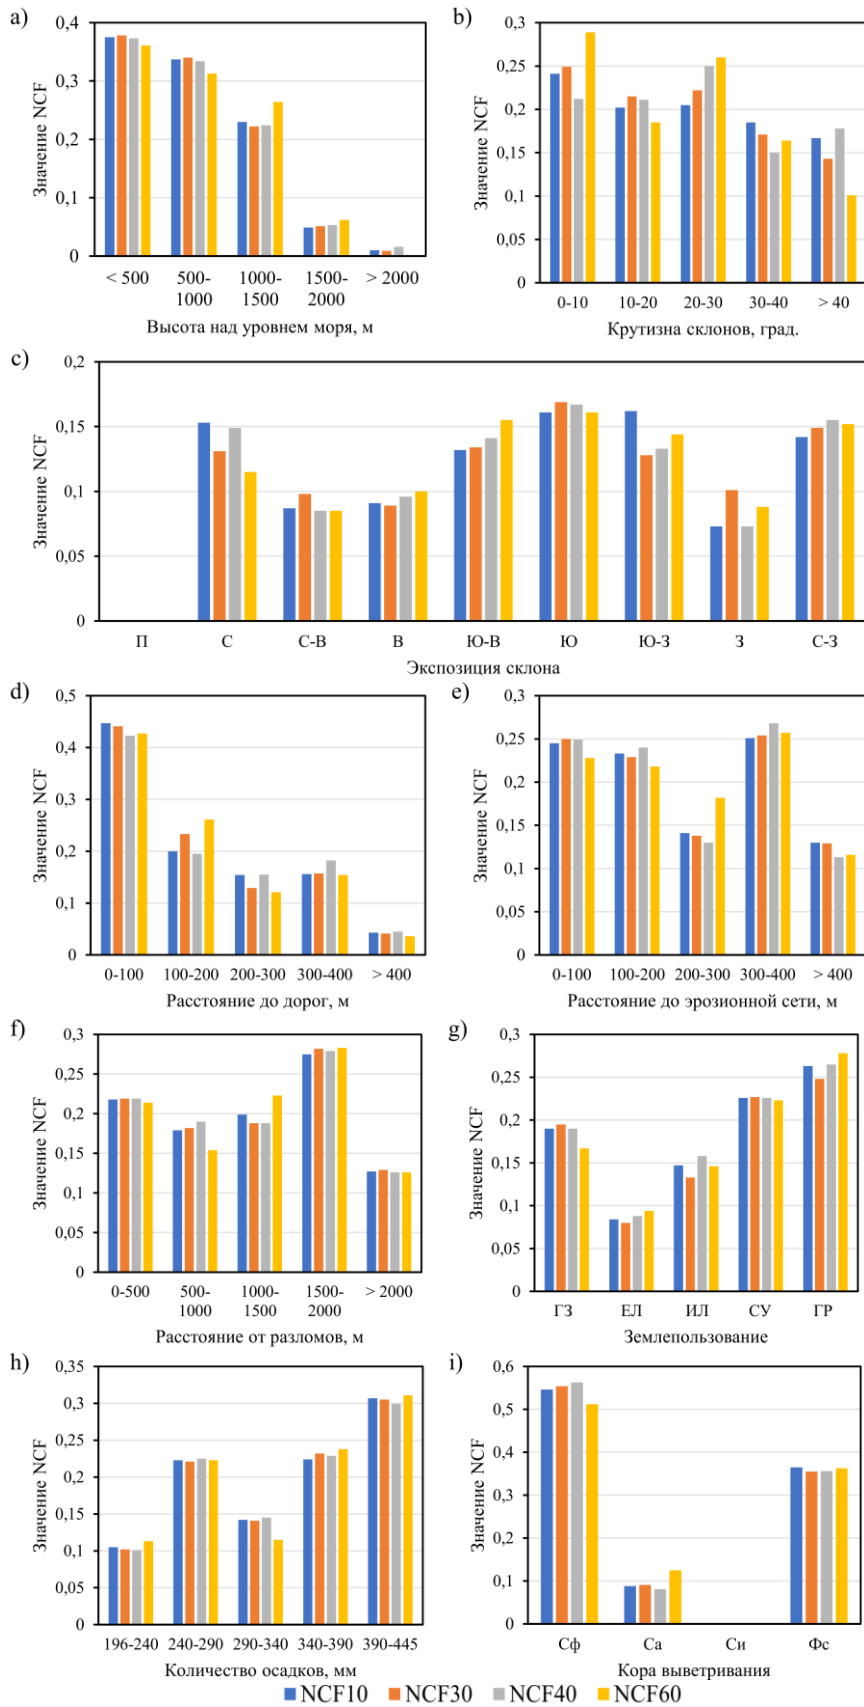 a)
0,4
0,3
0,2
0,1
0
Значение NCF
< 500 500- 1000- 1500- > 2000
1000 1500 2000
Высота над уровнем моря, м
b)
0,3
0,25
0,2
0,15
0,1
0,05
0
Значение NCF
0-10 10-20 20-30 30-40 > 40
Крутизна склонов, град.
c)
0,2
0,15
0,1
0,05
0
Значение NCF
П С С-В В Ю-В Ю Ю-З З С-З
Экспозиция склона
d)
0,5
0,4
0,3
0,2
0,1
0
Значение NCF
0-100 100-200 200-300 300-400 > 400
Расстояние до дорог, м
e)
0,3
0,25
0,2
0,15
0,1
0,05
0
Значение NCF
0-100 100-200 200-300 300-400 > 400
Расстояние до эрозионной сети, м
f)
0,3
0,25
0,2
0,15
0,1
0,05
0
Значение NCF
0-500 500- 1000- 1500- > 2000
1000 1500 2000
Расстояние от разломов, м
g)
0,3
0,25
0,2
0,15
0,1
0,05
0
Значение NCF
ГЗ ЕЛ ИЛ СУ ГР
Землепользование
h)
0,35
0,3
0,25
0,2
0,15
0,1
0,05
0
Значение NCF
196-240 240-290 290-340 340-390 390-445
Количество осадков, мм
i)
0,6
0,5
0,4
0,3
0,2
0,1
0
Значение NCF
Сф Са Си Фс
Кора выветривания
NCF10 NCF30 NCF40 NCF60